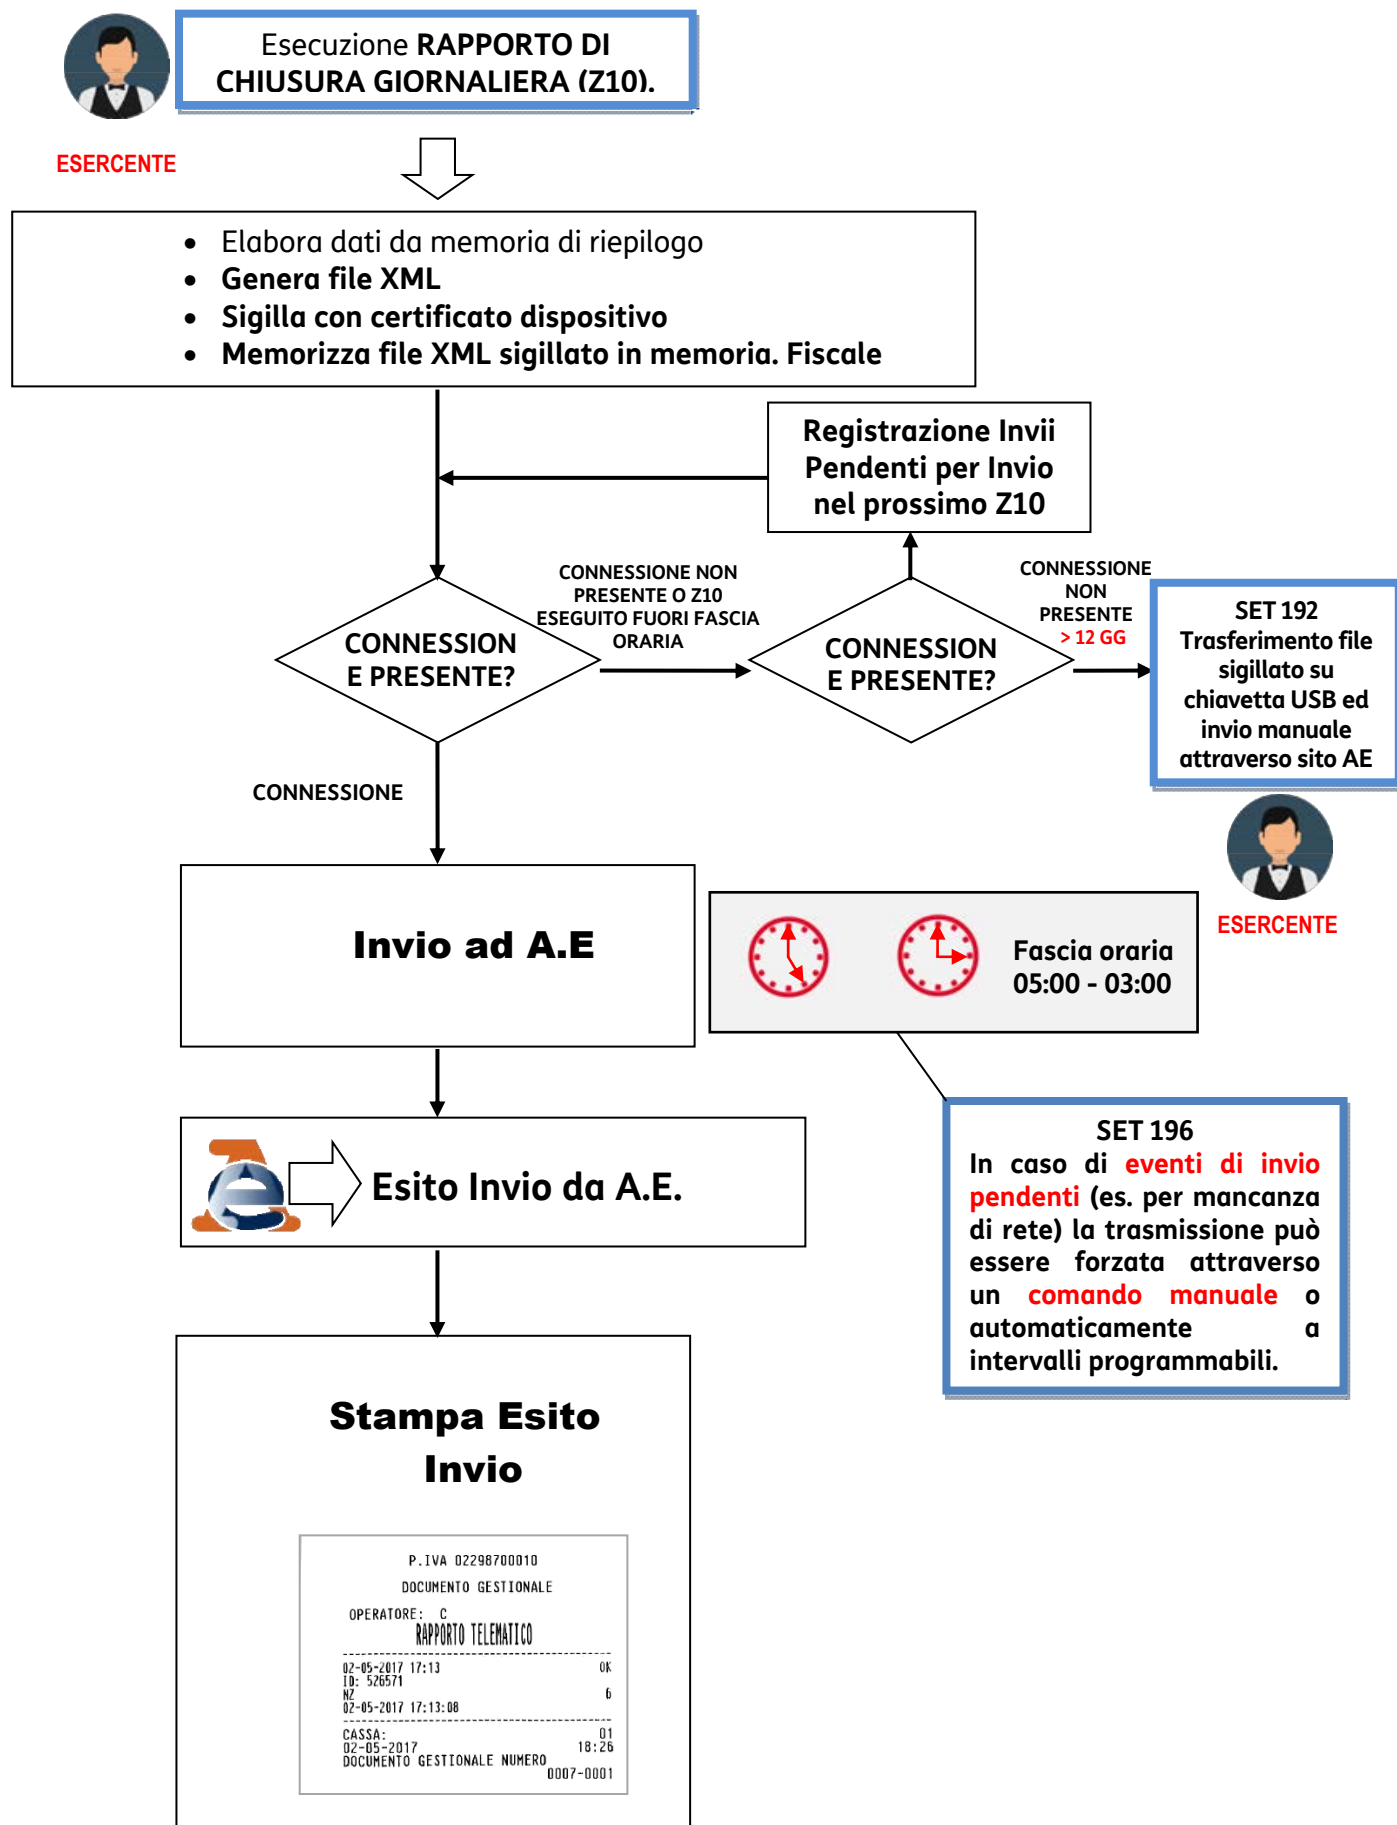 Esecuzione RAPPORTO DI
CHIUSURA GIORNALIERA (Z10).
ESERCENTE
• Elabora dati da memoria di riepilogo
• Genera file XML
• Sigilla con certificato dispositivo
• Memorizza file XML sigillato in memoria. Fiscale
Registrazione Invii
Pendenti per Invio
nel prossimo Z10
CONNESSIONE NON
PRESENTE O Z10
ESEGUITO FUORI FASCIA
ORARIA
CONNESSION
E PRESENTE?
CONNESSION
E PRESENTE?
CONNESSIONE
NON
PRESENTE
> 12 GG
SET 192
Trasferimento file
sigillato su
chiavetta USB ed
invio manuale
attraverso sito AE
ESERCENTE
CONNESSIONE
Invio ad A.E
Fascia oraria
05:00 - 03:00
Esito Invio da A.E.
SET 196
In caso di eventi di invio
pendenti (es. per mancanza
di rete) la trasmissione può
essere forzata attraverso
un comando manuale o
automaticamente a
intervalli programmabili.
Stampa Esito
Invio
P.IVA 02298700010
DOCUMENTO GESTIONALE
OPERATORE: C
RAPPORTO TELEMATICO
02-05-2017 17:13 OK
ID: 526571
NZ 6
02-05-2017 17:13:08
CASSA: 01
02-05-2017 18:26
DOCUMENTO GESTIONALE NUMERO
0007-0001